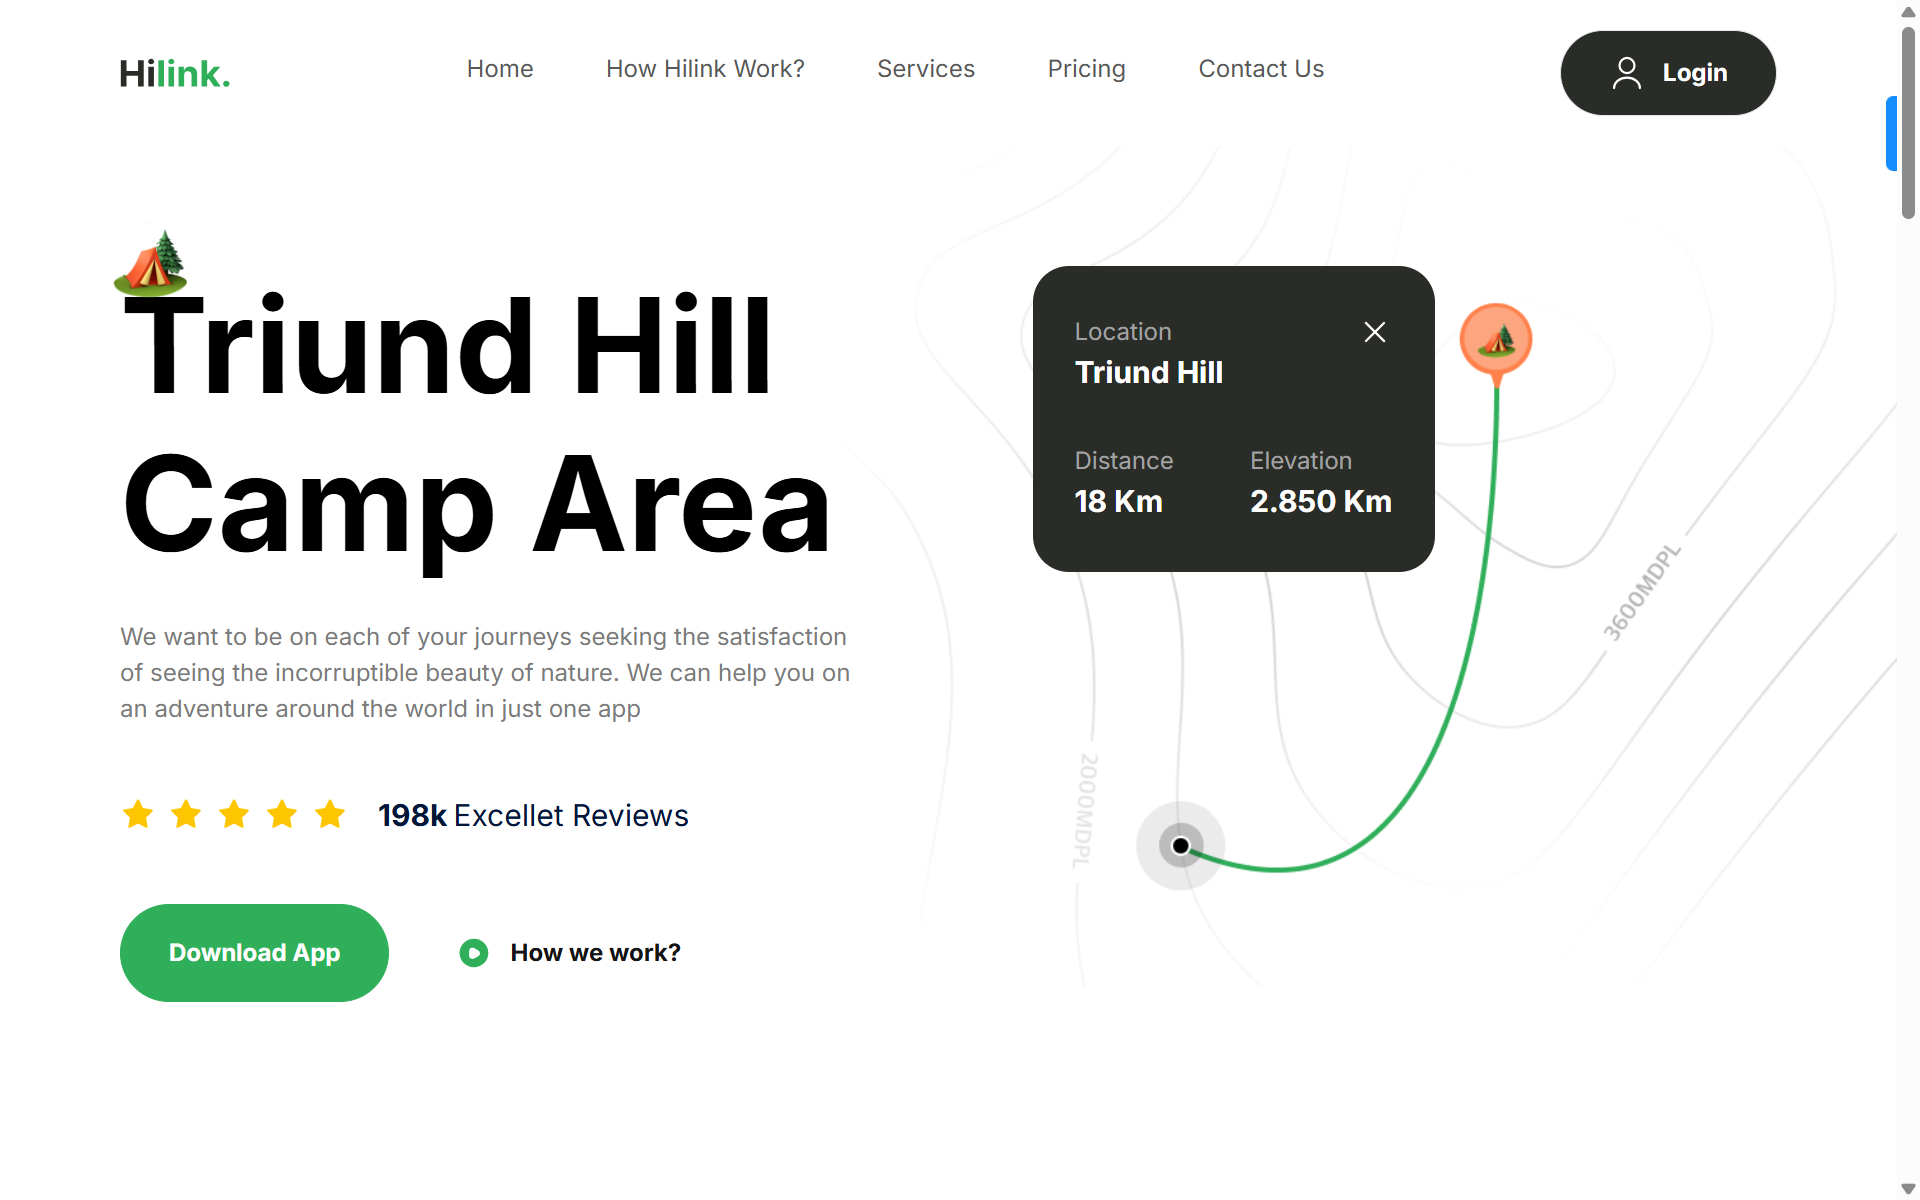 Hilink.
Home
How Hilink Work?
Services
Pricing
Contact Us
Login
Triund Hill
Camp Area
We want to be on each of your journeys seeking the satisfaction
of seeing the incorruptible beauty of nature. We can help you on
an adventure around the world in just one app
198k Excellet Reviews
Download App
How we work?
Location
Triund Hill
Distance
18 Km
Elevation
2.850 Km
3600MDPL
2000MDPL